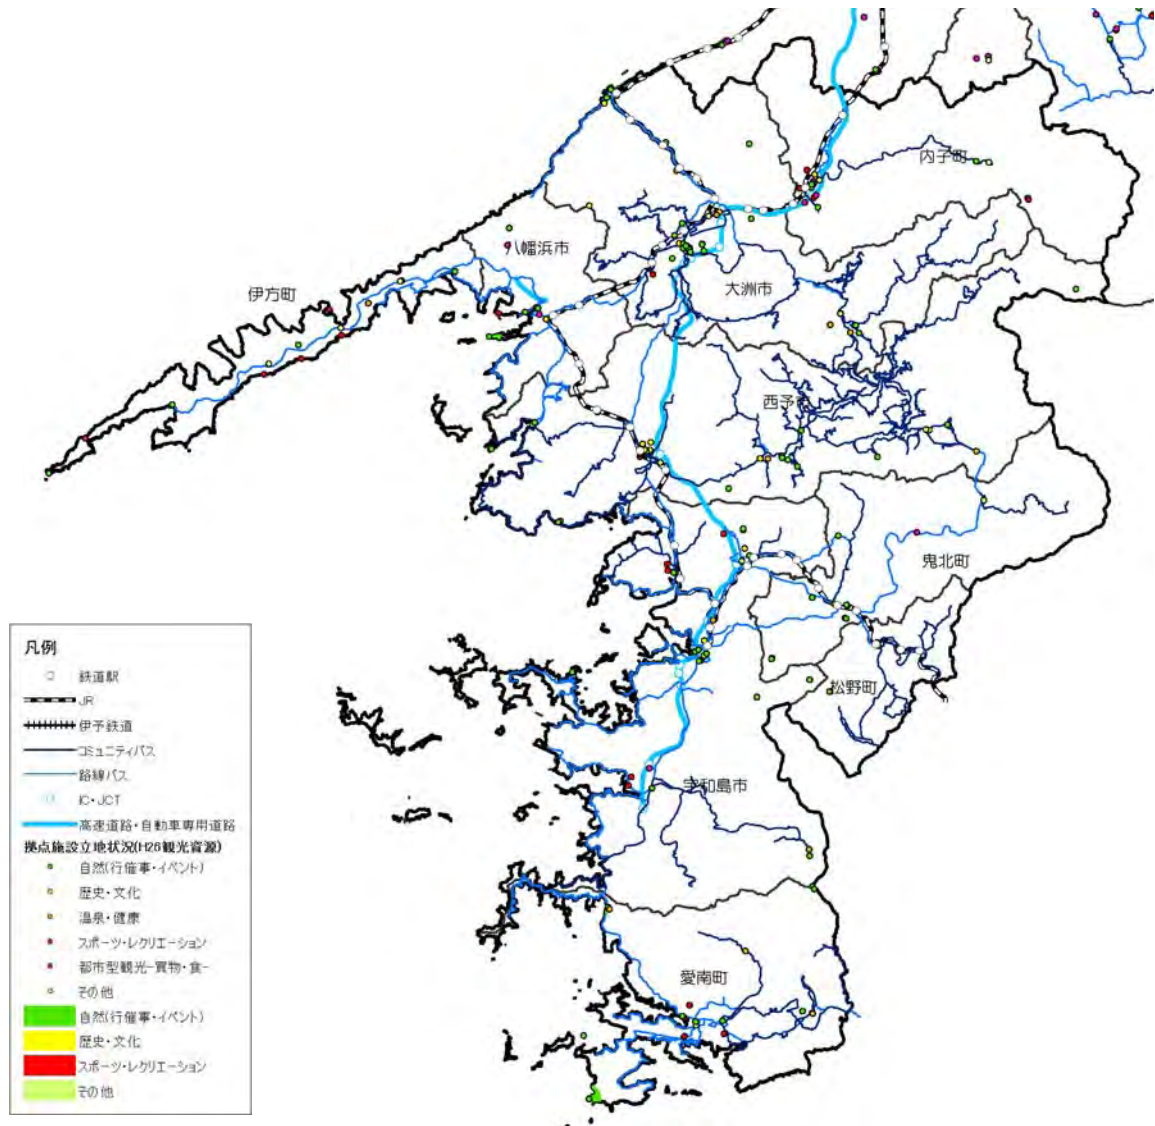 内子町
八幡浜市
伊方町
大洲市
西予市
鬼北町
松野町
宇和島市
愛南町
凡例
鉄道駅
JR
伊予鉄道
コミュニティバス
路線バス
IC・JCT
高速道路・自動車専用道路
拠点施設立地状況(H26観光資源)
自然(行催事・イベント)
歴史・文化
温泉・健康
スポーツ・レクリエーション
都市型観光-買物・食-
その他
自然(行催事・イベント)
歴史・文化
スポーツ・レクリエーション
その他